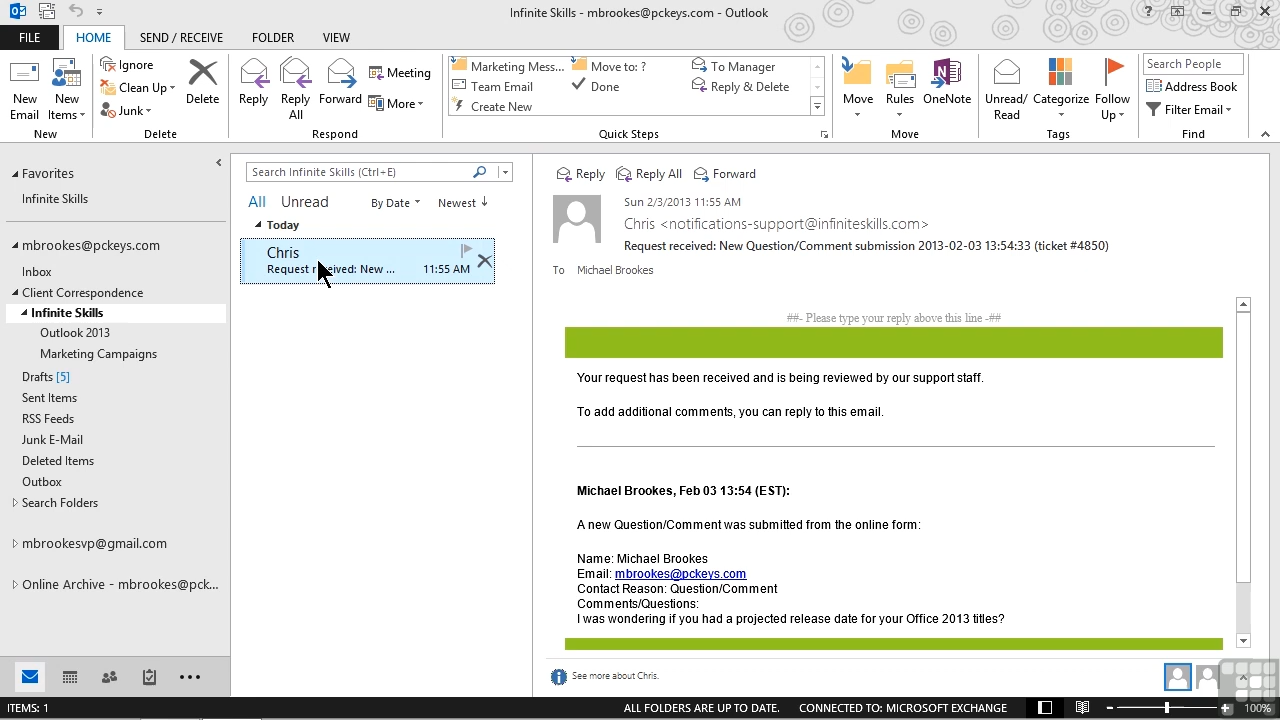 Infinite Skills - mbrookes@pckeys.com - Outlook
FILE HOME SEND / RECEIVE FOLDER VIEW
New Email
New Items
New
Ignore
Clean Up
Junk
Delete
Delete
Reply
Reply All
Forward
Meeting
More
Respond
Marketing Mess...
Team Email
Create New
Move to: ?
Done
To Manager
Reply & Delete
Quick Steps
Move
Rules
OneNote
Move
Unread/ Read
Categorize
Follow Up
Tags
Search People
Address Book
Filter Email
Find
Favorites
Infinite Skills
mbrookes@pckeys.com
Inbox
Client Correspondence
Infinite Skills
Outlook 2013
Marketing Campaigns
Drafts [5]
Sent Items
RSS Feeds
Junk E-Mail
Deleted Items
Outbox
Search Folders
mbrookesvp@gmail.com
Online Archive - mbrookes@pck...
Search Infinite Skills (Ctrl+E)
All Unread By Date Newest
Today
Chris
Request received: New ... 11:55 AM
Reply Reply All Forward
Sun 2/3/2013 11:55 AM
Chris <notifications-support@infiniteskills.com>
Request received: New Question/Comment submission 2013-02-03 13:54:33 (ticket #4850)
To Michael Brookes
##- Please type your reply above this line -##
Your request has been received and is being reviewed by our support staff.
To add additional comments, you can reply to this email.
Michael Brookes, Feb 03 13:54 (EST):
A new Question/Comment was submitted from the online form:
Name: Michael Brookes
Email: mbrookes@pckeys.com
Contact Reason: Question/Comment
Comments/Questions:
I was wondering if you had a projected release date for your Office 2013 titles?
See more about Chris.
ITEMS: 1 ALL FOLDERS ARE UP TO DATE. CONNECTED TO: MICROSOFT EXCHANGE 100%